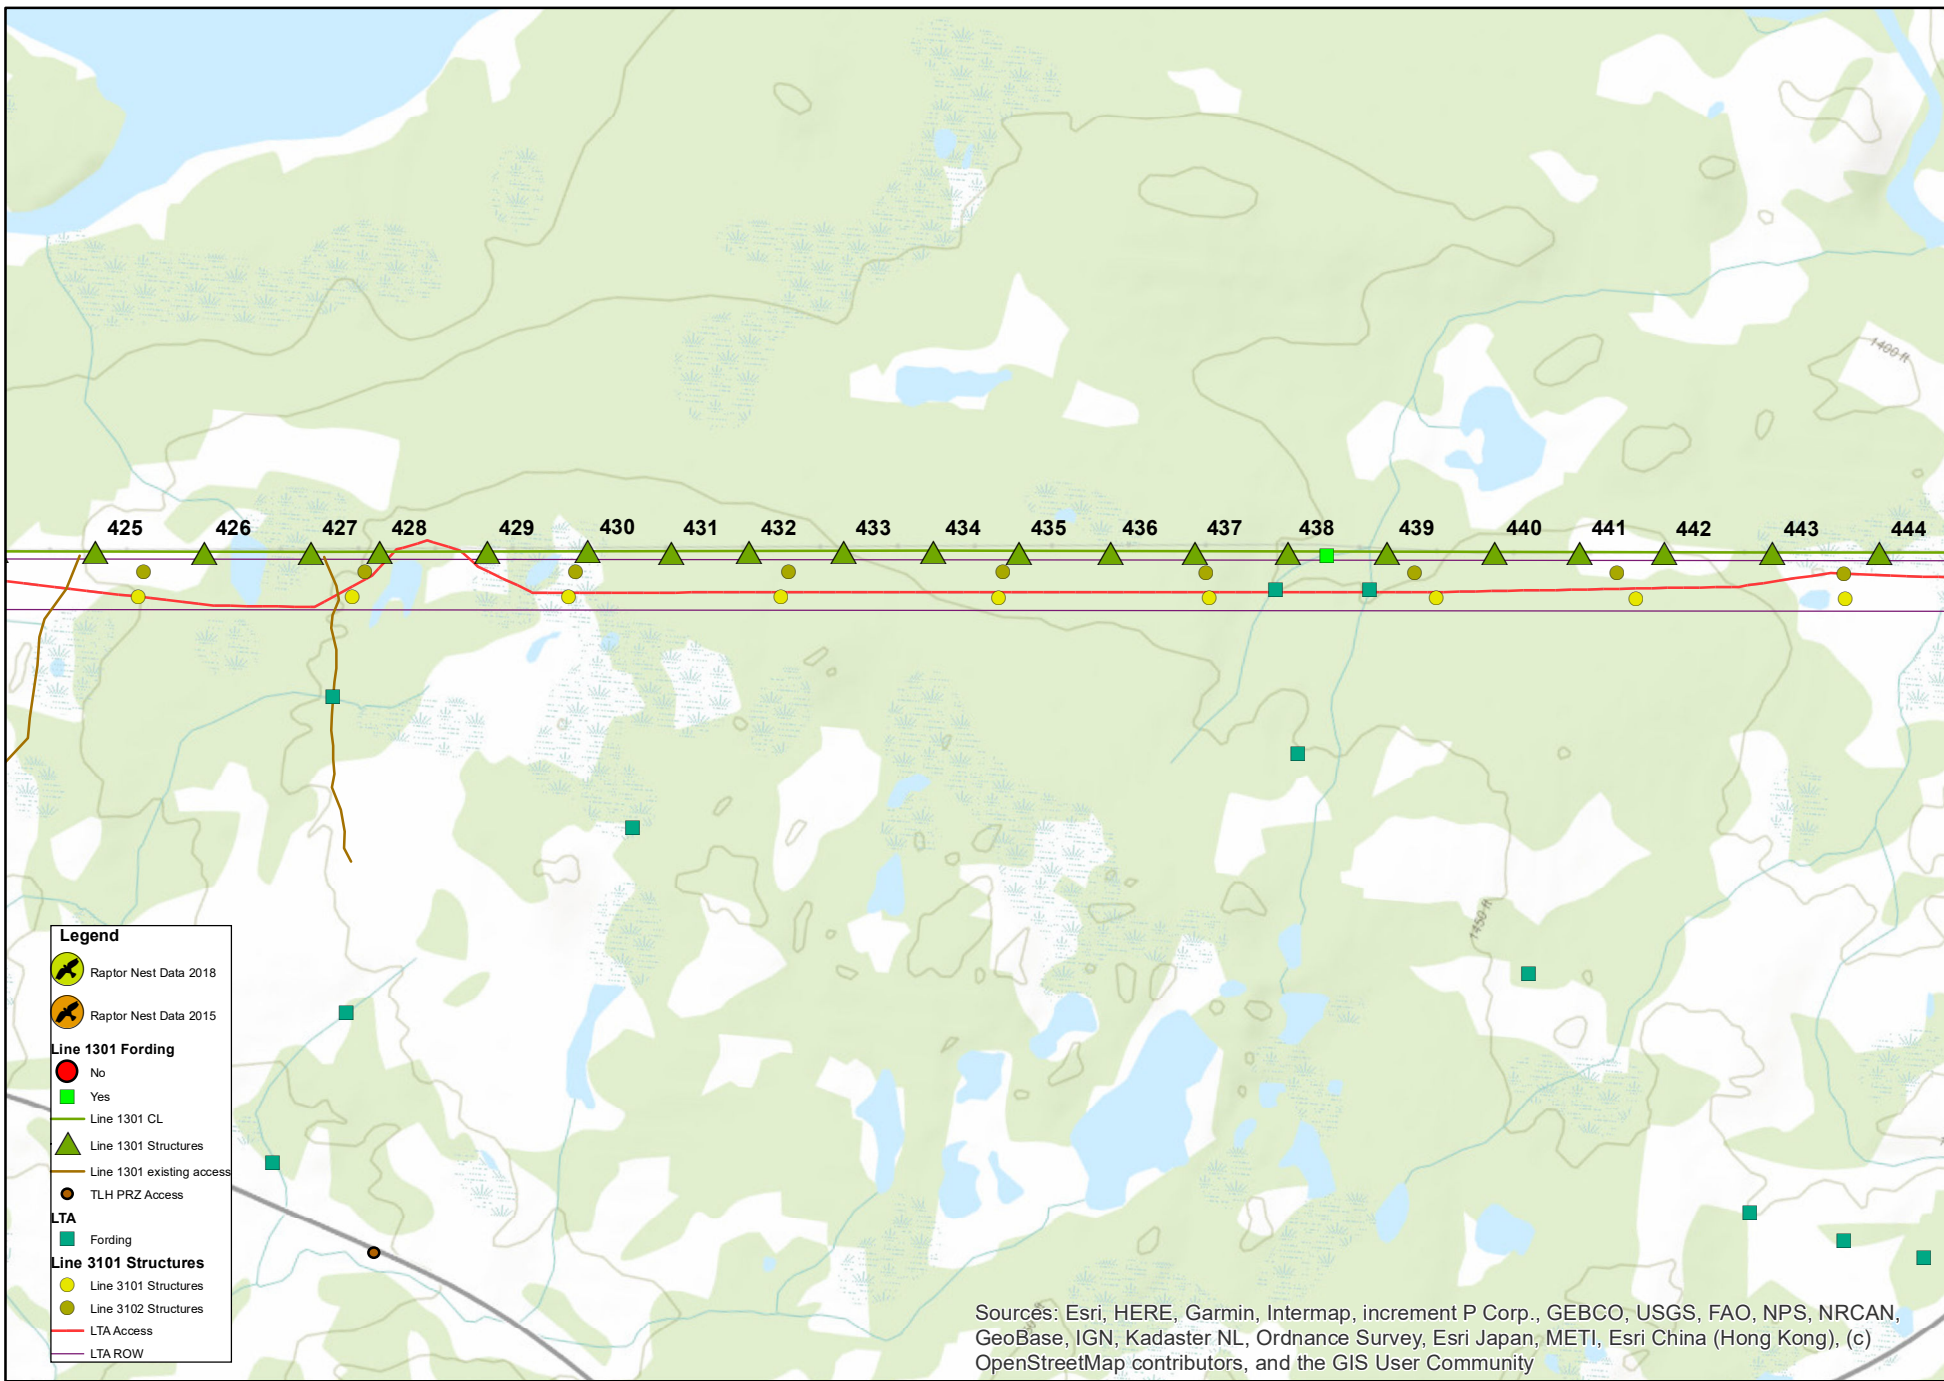 1400 ft
425 426 427 428 429 430 431 432 433 434 435 436 437 438 439 440 441 442 443 444
1450 ft
Legend
Raptor Nest Data 2018
Raptor Nest Data 2015
Line 1301 Fording
No
Yes
Line 1301 CL
Line 1301 Structures
Line 1301 existing access
TLH PRZ Access
LTA
Fording
Line 3101 Structures
Line 3101 Structures
Line 3102 Structures
LTA Access
LTA ROW
Sources: Esri, HERE, Garmin, Intermap, increment P Corp., GEBCO, USGS, FAO, NPS, NRCAN,
GeoBase, IGN, Kadaster NL, Ordnance Survey, Esri Japan, METI, Esri China (Hong Kong), (c)
OpenStreetMap contributors, and the GIS User Community